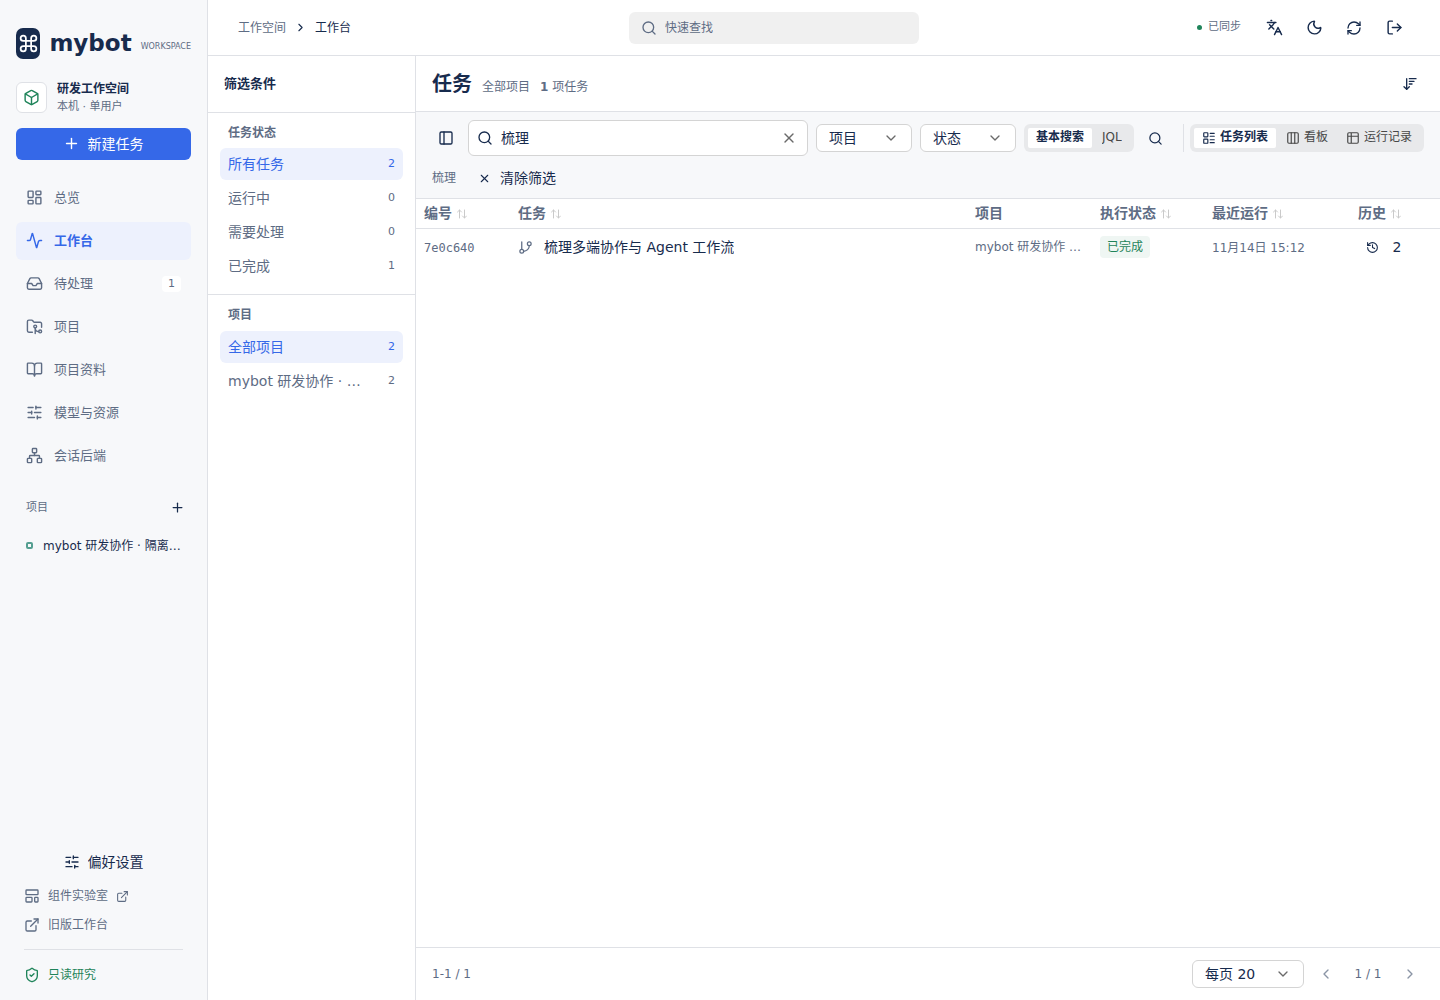 mybot WORKSPACE
研发工作空间
本机 · 单用户
新建任务
总览
工作台
待处理 1
项目
项目资料
模型与资源
会话后端
项目
mybot 研发协作 · 隔离…
偏好设置
组件实验室
旧版工作台
只读研究
工作空间 工作台
快速查找
已同步
筛选条件
任务状态
所有任务 2
运行中 0
需要处理 0
已完成 1
项目
全部项目 2
mybot 研发协作 · … 2
任务 全部项目 1 项任务
梳理 项目 状态 基本搜索 JQL 任务列表 看板 运行记录
梳理 清除筛选
编号 任务 项目 执行状态 最近运行 历史
7e0c640 梳理多端协作与 Agent 工作流 mybot 研发协作 … 已完成 11月14日 15:12 2
1-1 / 1 每页 20 1 / 1